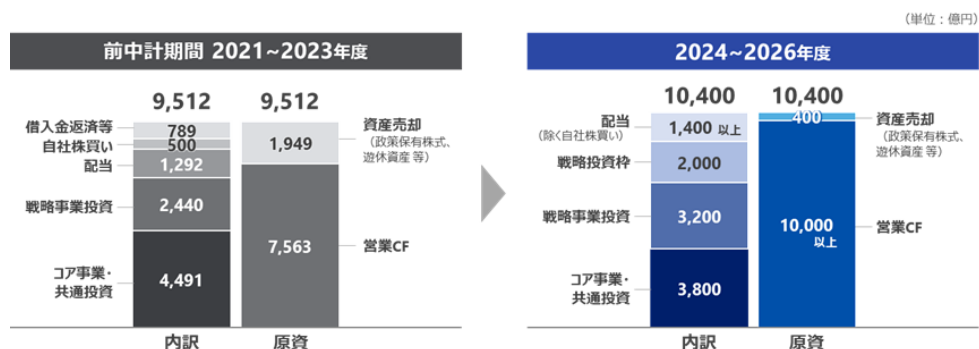 （単位：億円）
前中計期間 2021~2023年度
9,512
9,512
借入金返済等
789
自社株買い
500
配当
1,292
戦略事業投資
2,440
コア事業・
共通投資
4,491
1,949
資産売却
（政策保有株式、
遊休資産 等）
7,563
営業CF
内訳
原資
2024~2026年度
10,400
10,400
配当
（除く自社株買い）
1,400 以上
戦略投資枠
2,000
戦略事業投資
3,200
コア事業・
共通投資
3,800
400
資産売却
（政策保有株式、
遊休資産 等）
10,000
以上
営業CF
内訳
原資